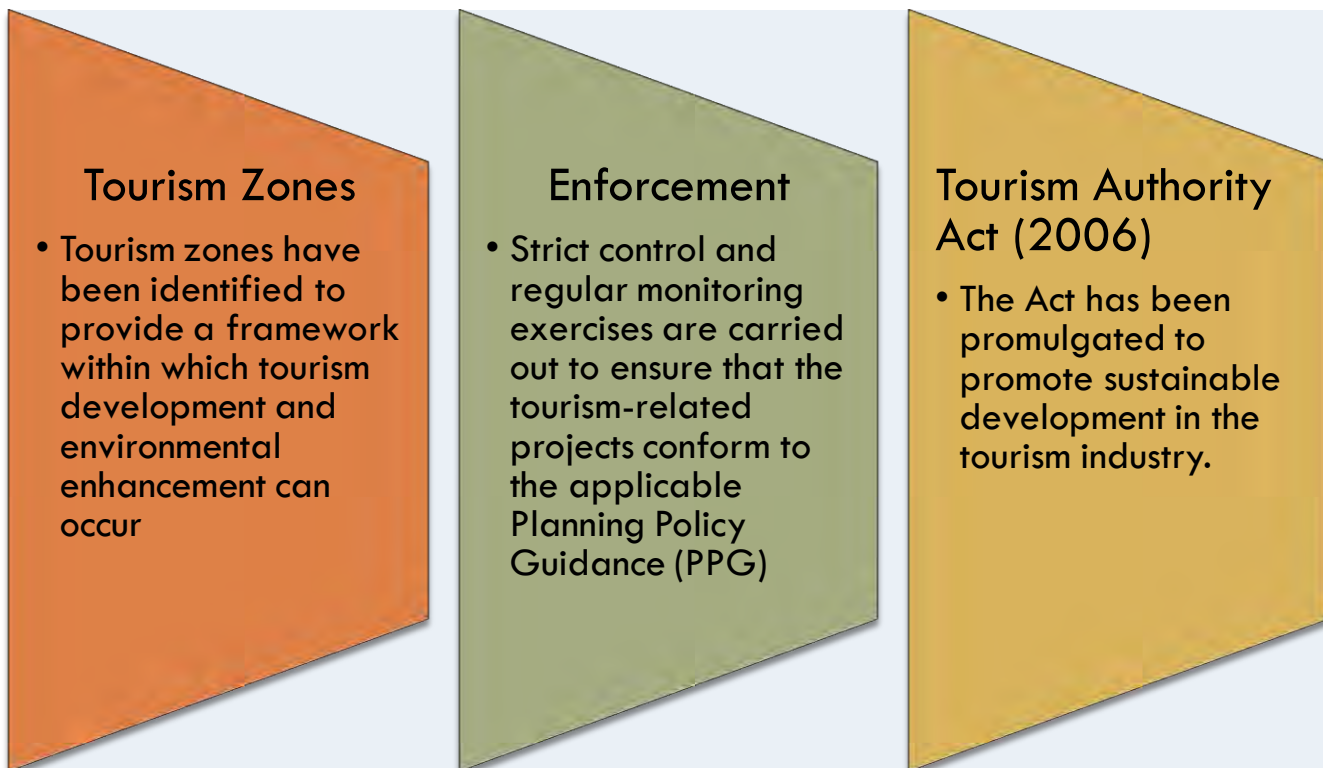 Tourism Zones
• Tourism zones have
been identified to
provide a framework
within which tourism
development and
environmental
enhancement can
occur
Enforcement
• Strict control and
regular monitoring
exercises are carried
out to ensure that the
tourism-related
projects conform to
the applicable
Planning Policy
Guidance (PPG)
Tourism Authority
Act (2006)
• The Act has been
promulgated to
promote sustainable
development in the
tourism industry.